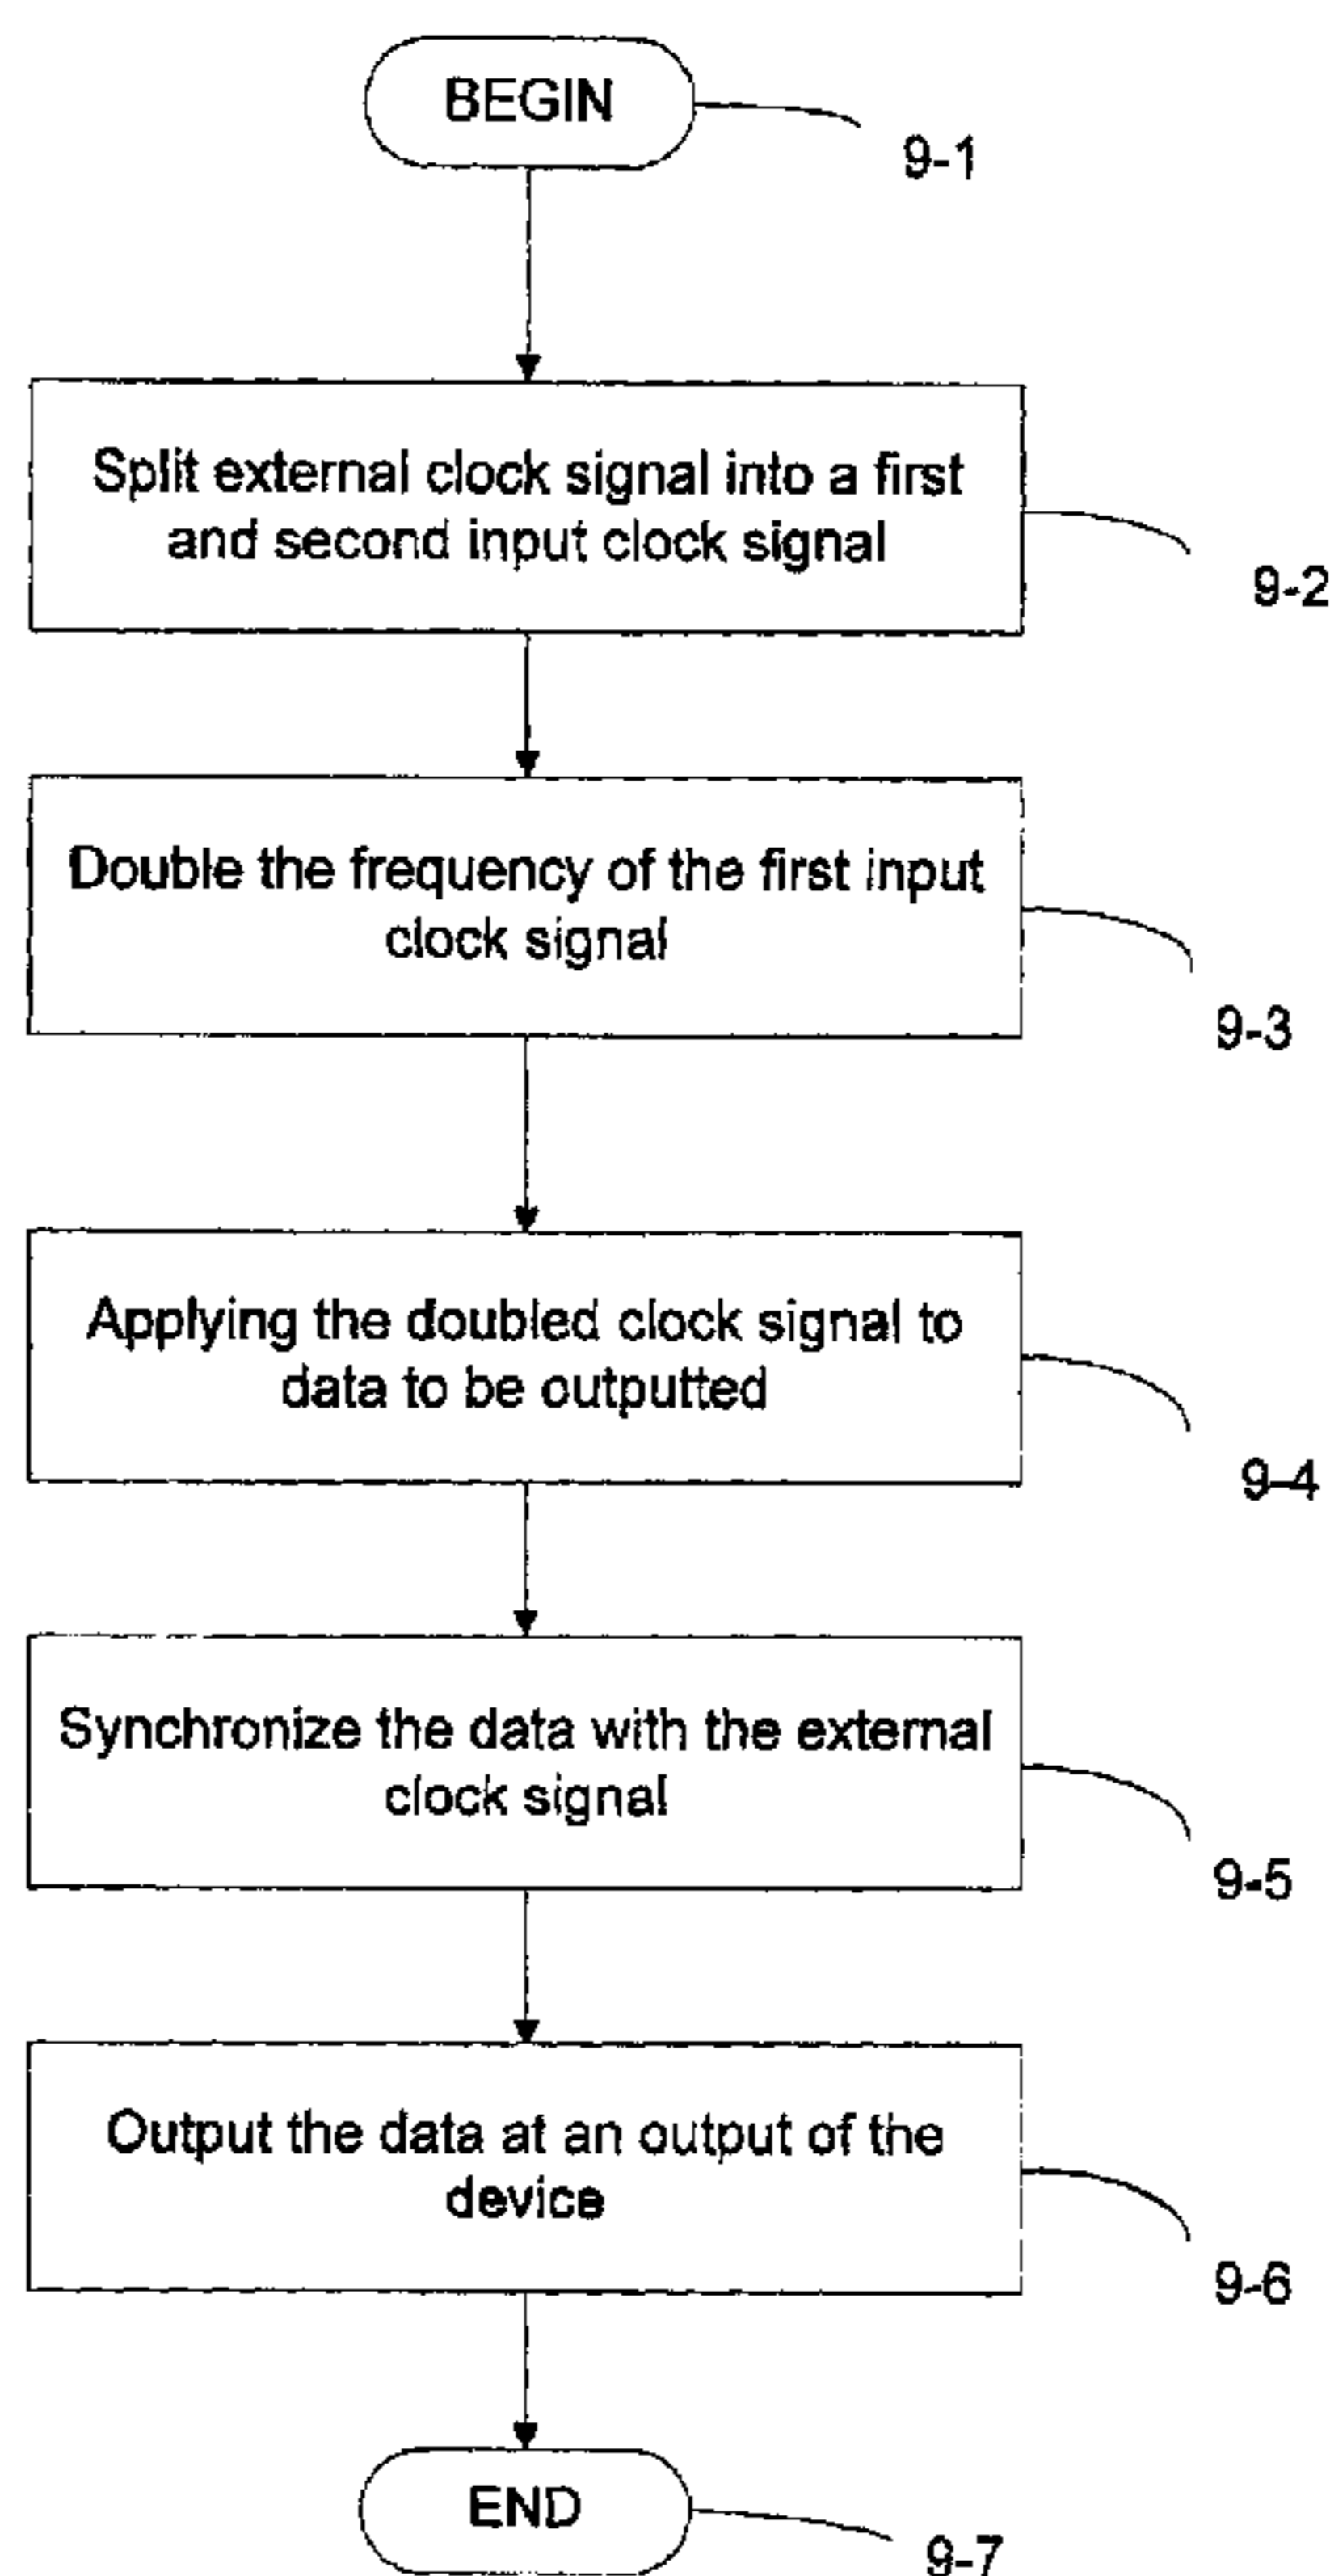 BEGIN
9-1
Split external clock signal into a first
and second input clock signal
9-2
Double the frequency of the first input
clock signal
9-3
Applying the doubled clock signal to
data to be outputted
9-4
Synchronize the data with the external
clock signal
9-5
Output the data at an output of the
device
9-6
END
9-7